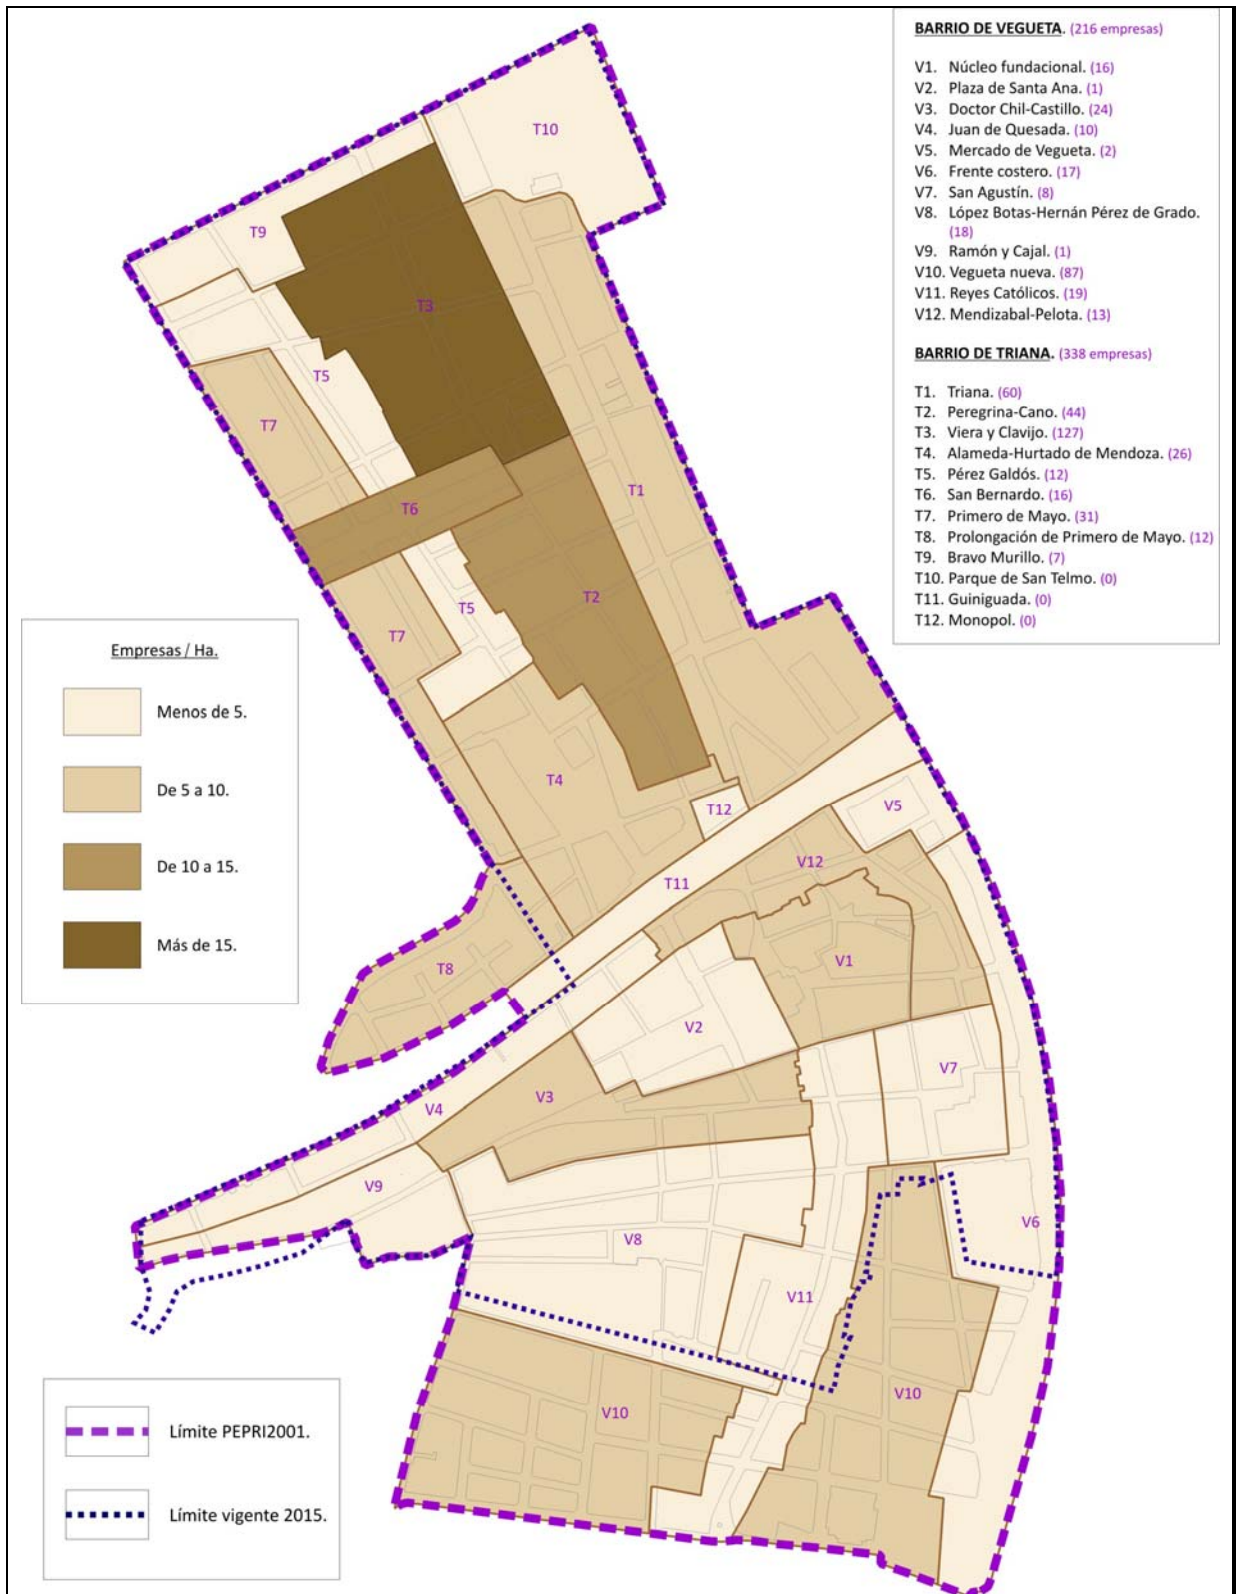 BARRIO DE VEGUETA. (216 empresas)
V1. Núcleo fundacional. (16)
V2. Plaza de Santa Ana. (1)
V3. Doctor Chil-Castillo. (24)
V4. Juan de Quesada. (10)
V5. Mercado de Vegueta. (2)
V6. Frente costero. (17)
V7. San Agustín. (8)
V8. López Botas-Hernán Pérez de Grado.
(18)
V9. Ramón y Cajal. (1)
V10. Vegueta nueva. (87)
V11. Reyes Católicos. (19)
V12. Mendizabal-Pelota. (13)
BARRIO DE TRIANA. (338 empresas)
T1. Triana. (60)
T2. Peregrina-Cano. (44)
T3. Viera y Clavijo. (127)
T4. Alameda-Hurtado de Mendoza. (26)
T5. Pérez Galdós. (12)
T6. San Bernardo. (16)
T7. Primero de Mayo. (31)
T8. Prolongación de Primero de Mayo. (12)
T9. Bravo Murillo. (7)
T10. Parque de San Telmo. (0)
T11. Guiniguada. (0)
T12. Monopol. (0)
T10
T9
T3
T5
T7
T1
T6
T2
T5
T7
T4
T12
V5
V12
T11
V1
T8
V2
V7
V3
V4
V9
V6
V8
V11
V10
V10
Empresas / Ha.
Menos de 5.
De 5 a 10.
De 10 a 15.
Más de 15.
Límite PEPRI2001.
Límite vigente 2015.